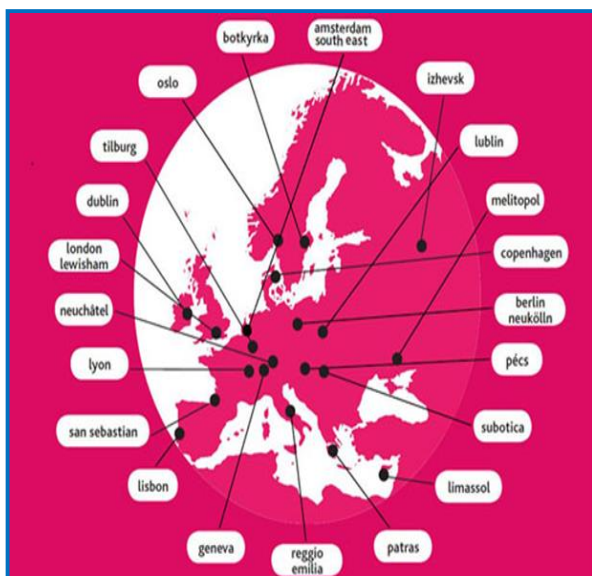 botkyrka
amsterdam
south east
oslo
izhevsk
tilburg
lublin
dublin
melitopol
london
lewisham
copenhagen
neuchâtel
berlin
neukölln
lyon
pécs
san sebastian
subotica
lisbon
limassol
geneva
reggio
emilia
patras